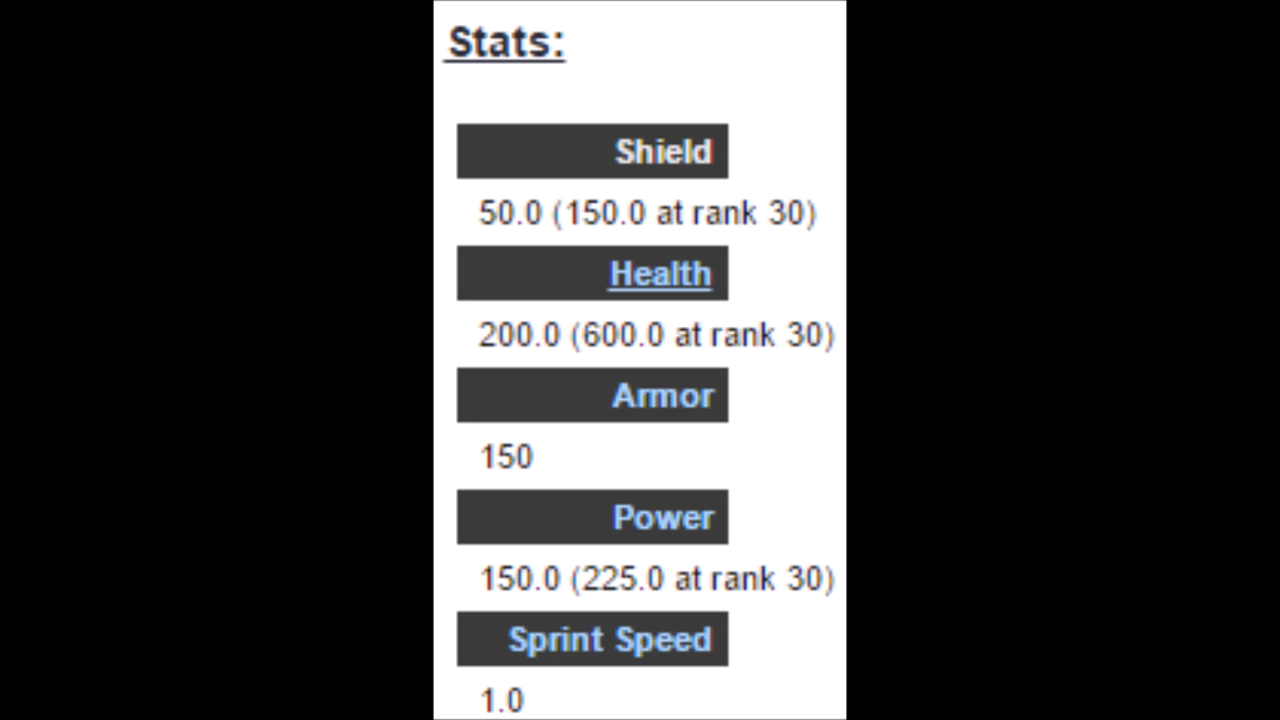 Stats:
Shield
50.0 (150.0 at rank 30)
Health
200.0 (600.0 at rank 30)
Armor
150
Power
150.0 (225.0 at rank 30)
Sprint Speed
1.0